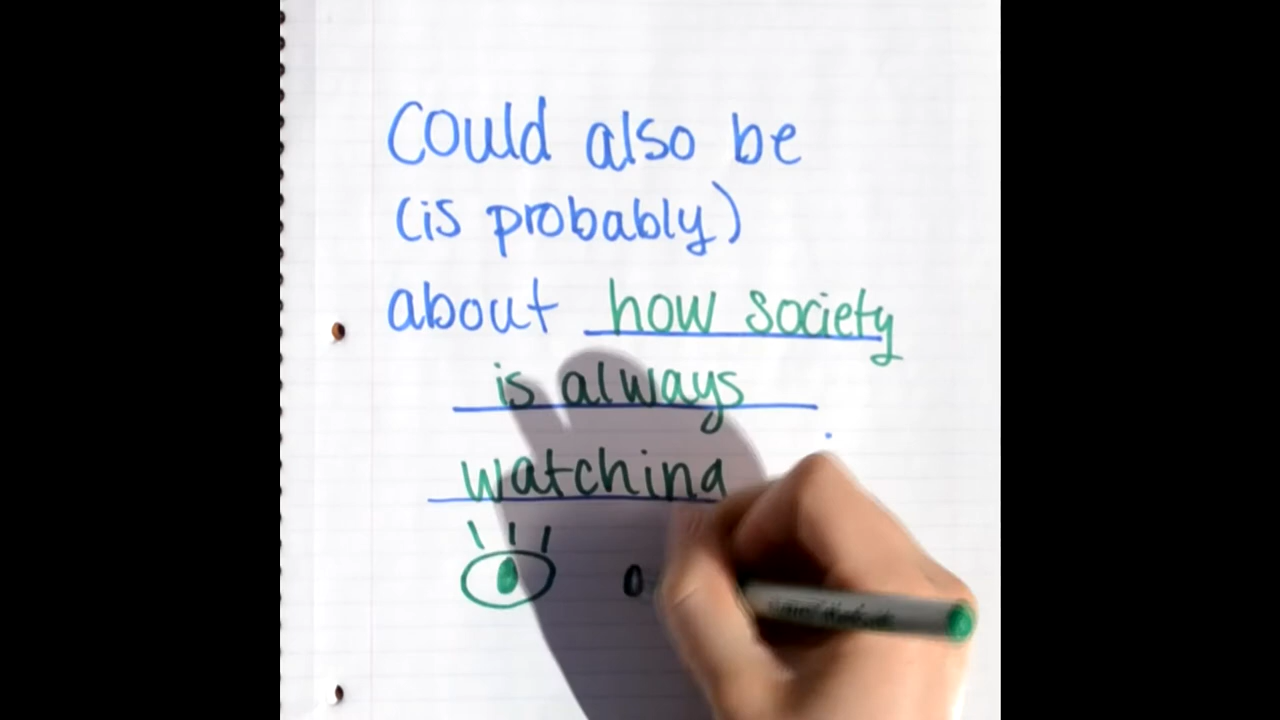 Could also be
(is probably)
about how society
is always
watching